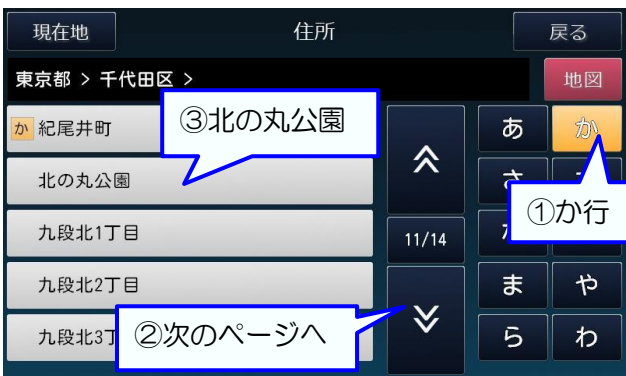 現在地 住所 戻る
東京都 > 千代田区 > 地図
か 紀尾井町 ③北の丸公園 あ か
北の丸公園 さ
①か行
九段北1丁目 11/14
九段北2丁目 ま や
九段北3丁 ②次のページへ ら わ